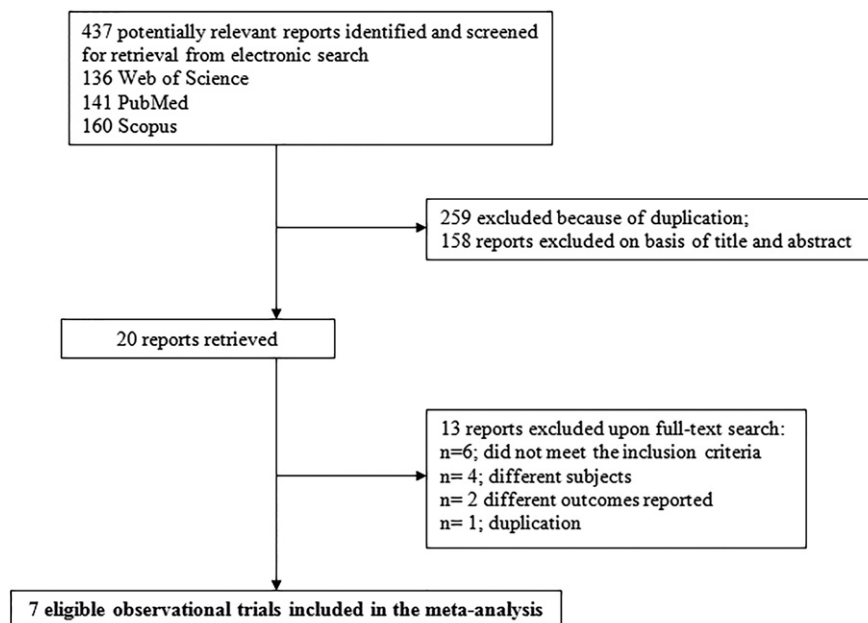 437 potentially relevant reports identified and screened
for retrieval from electronic search
136 Web of Science
141 PubMed
160 Scopus
259 excluded because of duplication;
158 reports excluded on basis of title and abstract
20 reports retrieved
13 reports excluded upon full-text search:
n=6; did not meet the inclusion criteria
n= 4; different subjects
n= 2 different outcomes reported
n= 1; duplication
7 eligible observational trials included in the meta-analysis